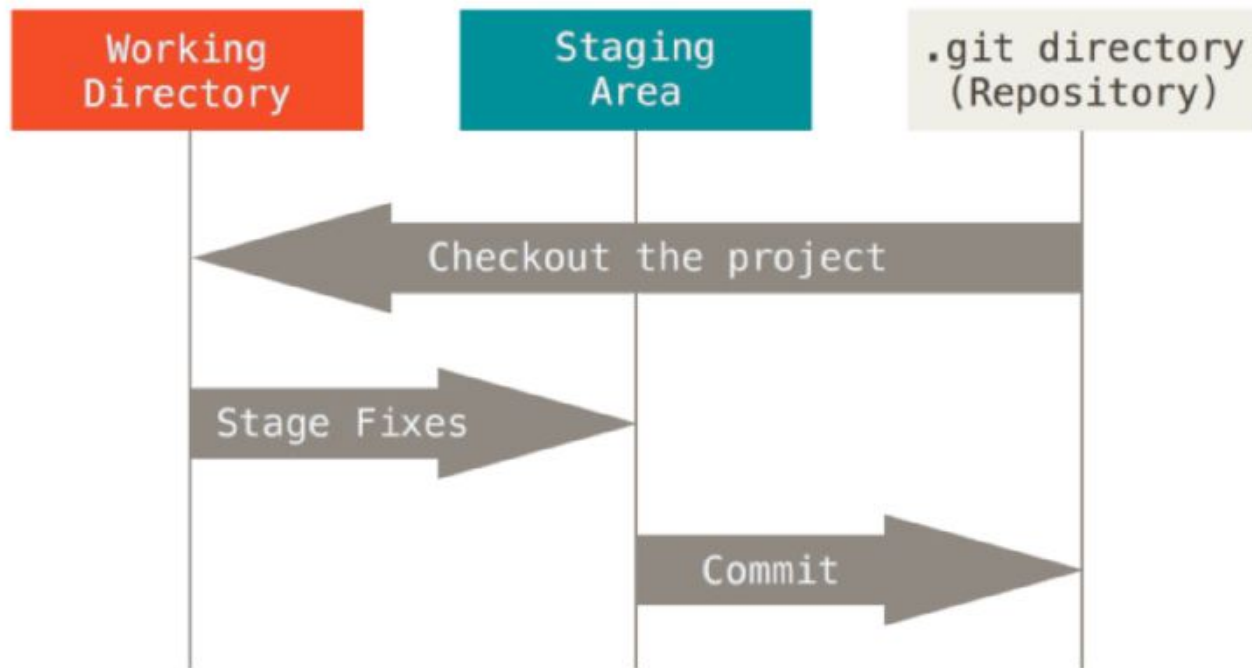 Working
Directory
Staging
Area
.git directory
(Repository)
Checkout the project
Stage Fixes
Commit